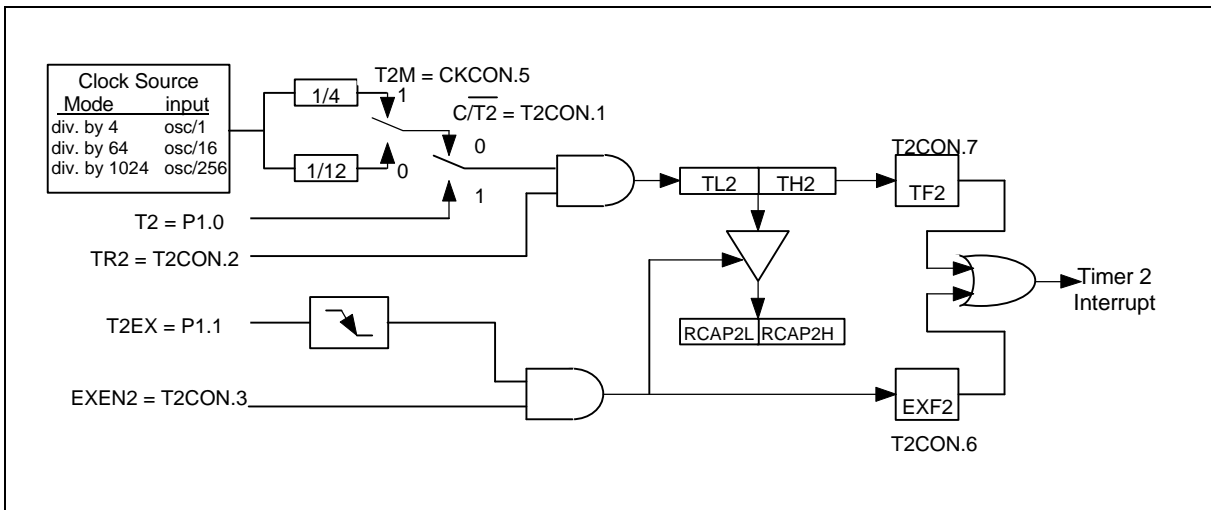 Clock Source
Mode input
div. by 4 osc/1
div. by 64 osc/16
div. by 1024 osc/256
1/4
1/12
T2M = CKCON.5
1
0
C/T2 = T2CON.1
0
1
T2 = P1.0
TR2 = T2CON.2
T2EX = P1.1
EXEN2 = T2CON.3
TL2 TH2
RCAP2L RCAP2H
T2CON.7
TF2
EXF2
T2CON.6
Timer 2
Interrupt